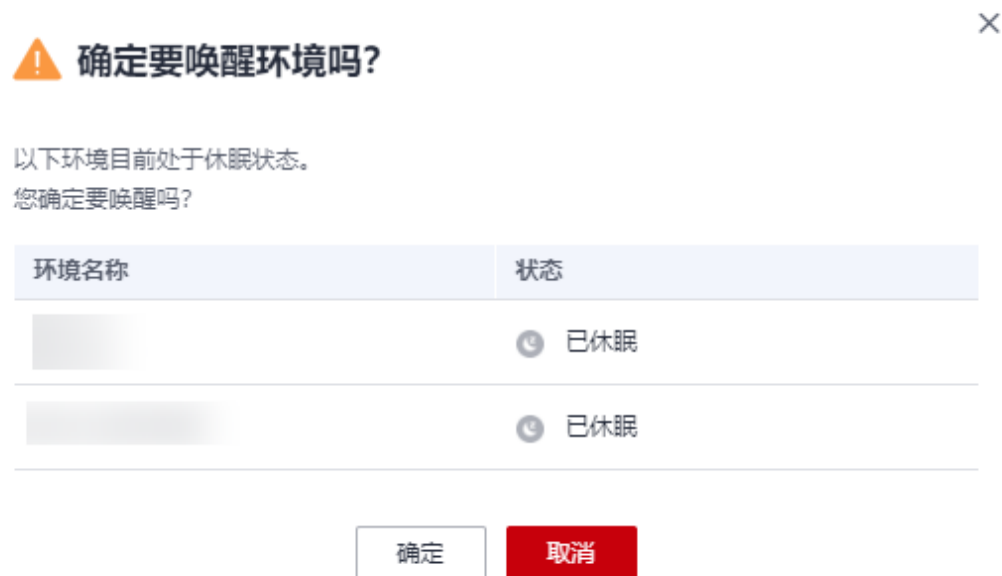 确定要唤醒环境吗?
以下环境目前处于休眠状态。
您确定要唤醒吗?
环境名称 状态
已休眠
已休眠
确定 取消